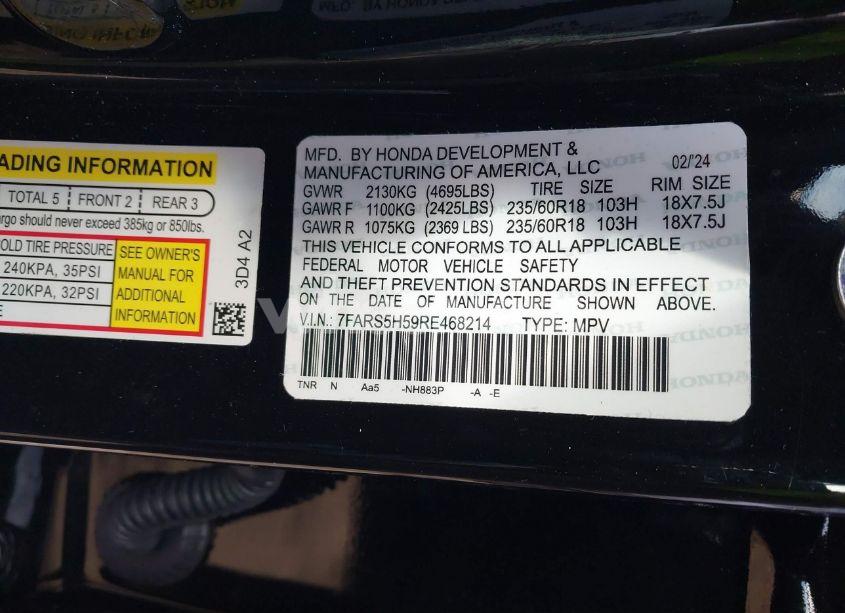 ADING INFORMATION
TOTAL 5 FRONT 2 REAR 3
argo should never exceed 385kg or 850lbs.
OLD TIRE PRESSURE
240KPA, 35PSI
220KPA, 32PSI
SEE OWNER'S
MANUAL FOR
ADDITIONAL
INFORMATION
3D4 A2
MFD. BY HONDA DEVELOPMENT &
MANUFACTURING OF AMERICA, LLC 02/24
GVWR 2130KG (4695LBS) TIRE SIZE RIM SIZE
GAWR F 1100KG (2425LBS) 235/60R18 103H 18X7.5J
GAWR R 1075KG (2369 LBS) 235/60R18 103H 18X7.5J
THIS VEHICLE CONFORMS TO ALL APPLICABLE
FEDERAL MOTOR VEHICLE SAFETY
AND THEFT PREVENTION STANDARDS IN EFFECT
ON THE DATE OF MANUFACTURE SHOWN ABOVE.
V.I.N.: 7FARS5H59RE468214 TYPE: MPV
TNR N Aa5 -NH883P -A -E
HONDA